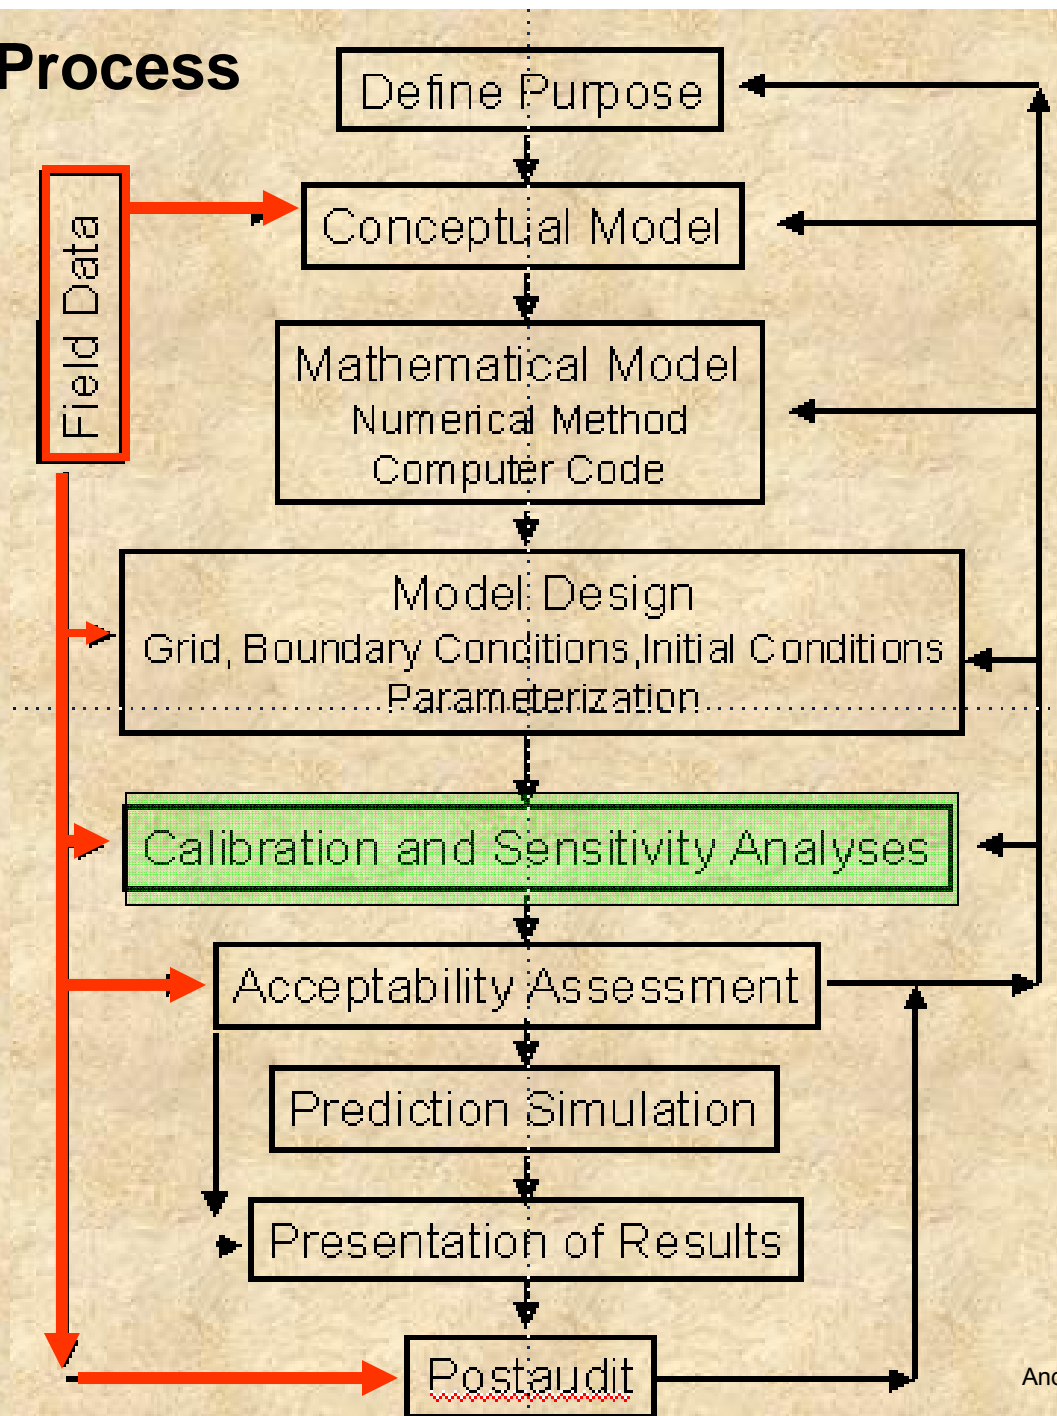 Process
Define Purpose
Field Data
Conceptual Model
Mathematical Model
Numerical Method
Computer Code
Model Design
Grid, Boundary Conditions,Initial Conditions
Parameterization
Calibration and Sensitivity Analyses
Acceptability Assessment
Prediction Simulation
Presentation of Results
Postaudit